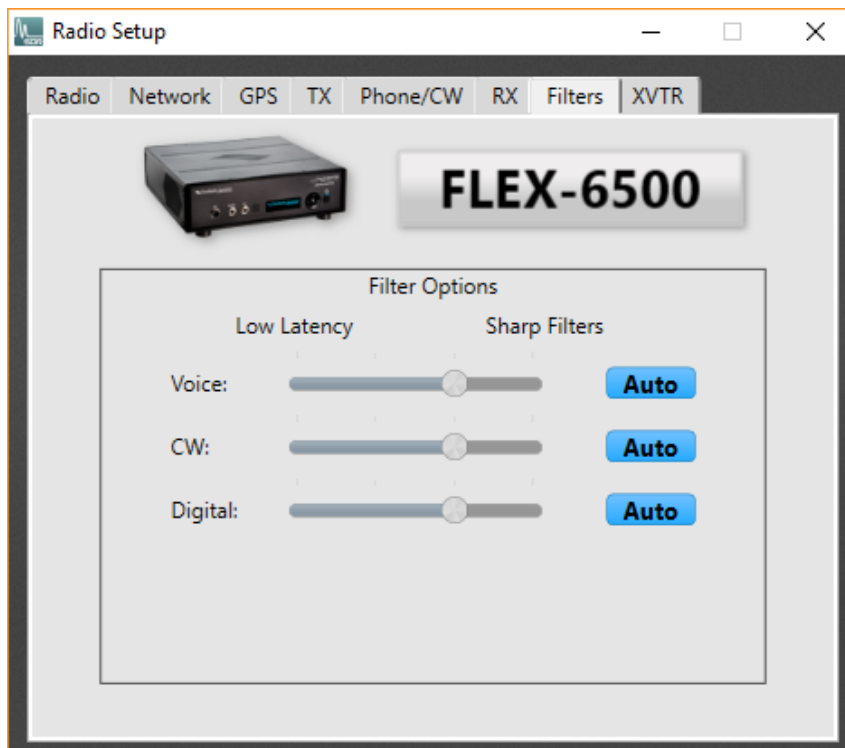 Radio Setup
Radio Network GPS TX Phone/CW RX Filters XVTR
FLEX-6500
Filter Options
Low Latency Sharp Filters
Voice: Auto
CW: Auto
Digital: Auto